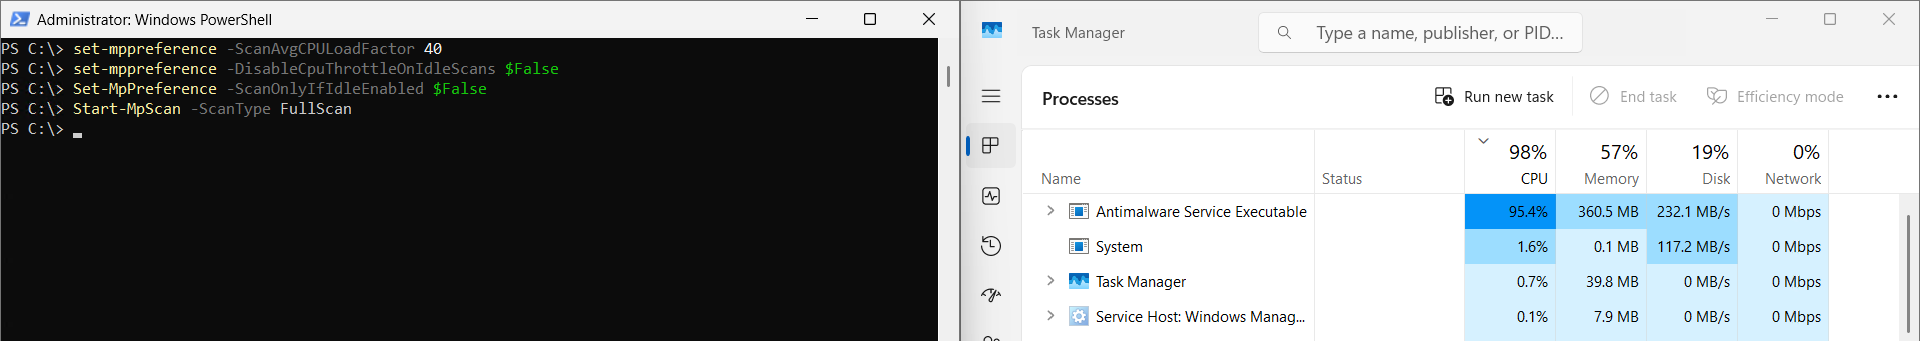 Administrator: Windows PowerShell
PS C:\> set-mppreference -ScanAvgCPULoadFactor 40
PS C:\> set-mppreference -DisableCpuThrottleOnIdleScans $False
PS C:\> Set-MpPreference -ScanOnlyIfIdleEnabled $False
PS C:\> Start-MpScan -ScanType FullScan
PS C:\>
Task Manager
Type a name, publisher, or PID...
Processes
Run new task
End task
Efficiency mode
98% 57% 19% 0%
Name Status CPU Memory Disk Network
Antimalware Service Executable 95.4% 360.5 MB 232.1 MB/s 0 Mbps
System 1.6% 0.1 MB 117.2 MB/s 0 Mbps
Task Manager 0.7% 39.8 MB 0 MB/s 0 Mbps
Service Host: Windows Manag... 0.1% 7.9 MB 0 MB/s 0 Mbps